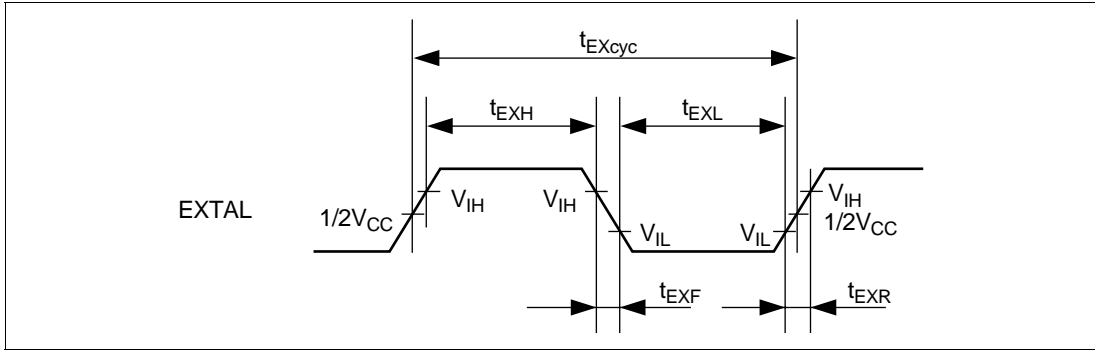 tEXcyc
tEXH tEXL
EXTAL 1/2VCC VIH VIH VIL VIL VIH
1/2VCC
tEXF tEXR